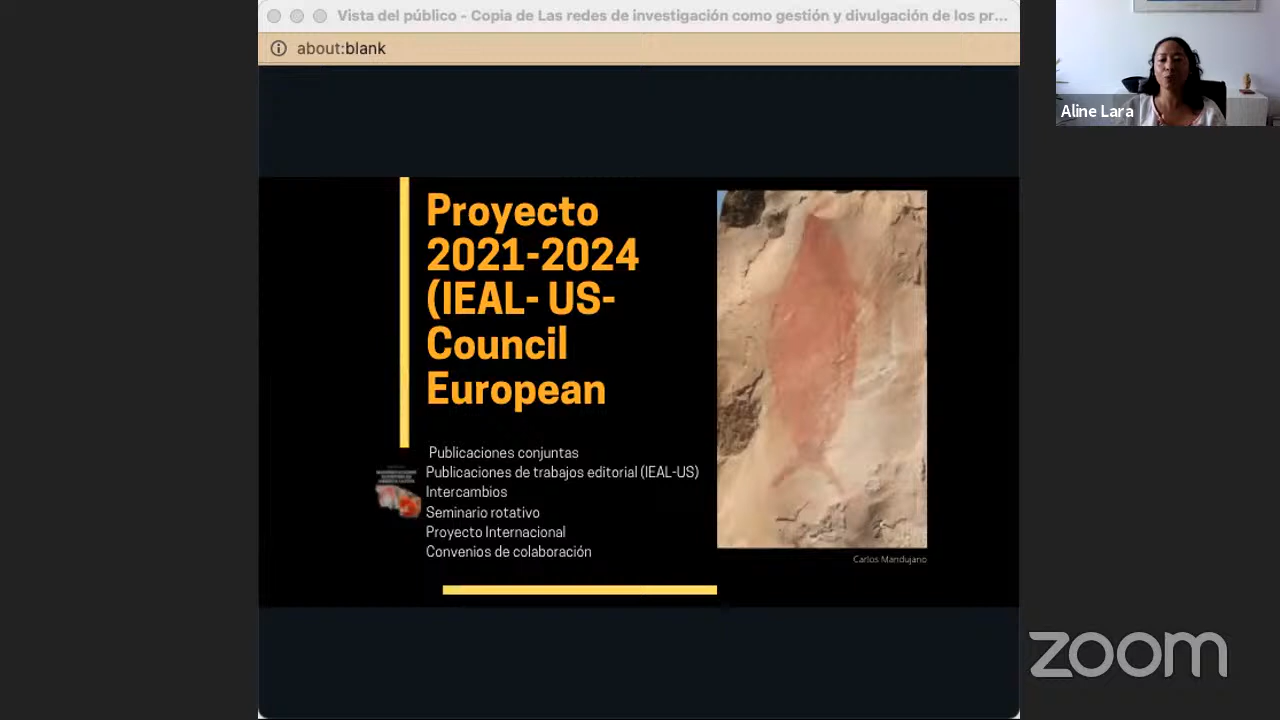 Vista del público - Copia de Las redes de investigación como gestión y divulgación de los pr...
about:blank
Aline Lara
Proyecto
2021-2024
(IEAL- US-
Council
European
Publicaciones conjuntas
Publicaciones de trabajos editorial (IEAL-US)
Intercambios
Seminario rotativo
Proyecto Internacional
Convenios de colaboración
Carlos Mandujano
zoom